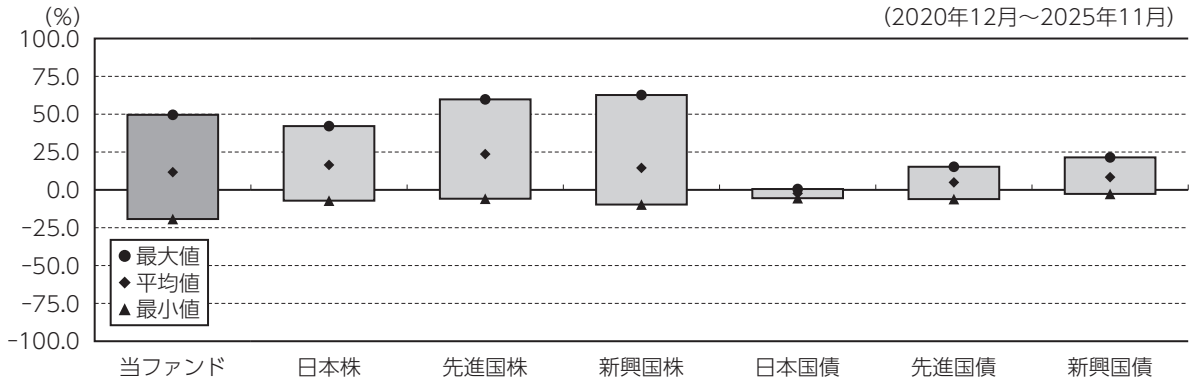 (%)
(2020年12月～2025年11月)
100.0
75.0
50.0
25.0
0.0
-25.0
-50.0
-75.0
-100.0
最大値
平均値
最小値
当ファンド 日本株 先進国株 新興国株 日本国債 先進国債 新興国債